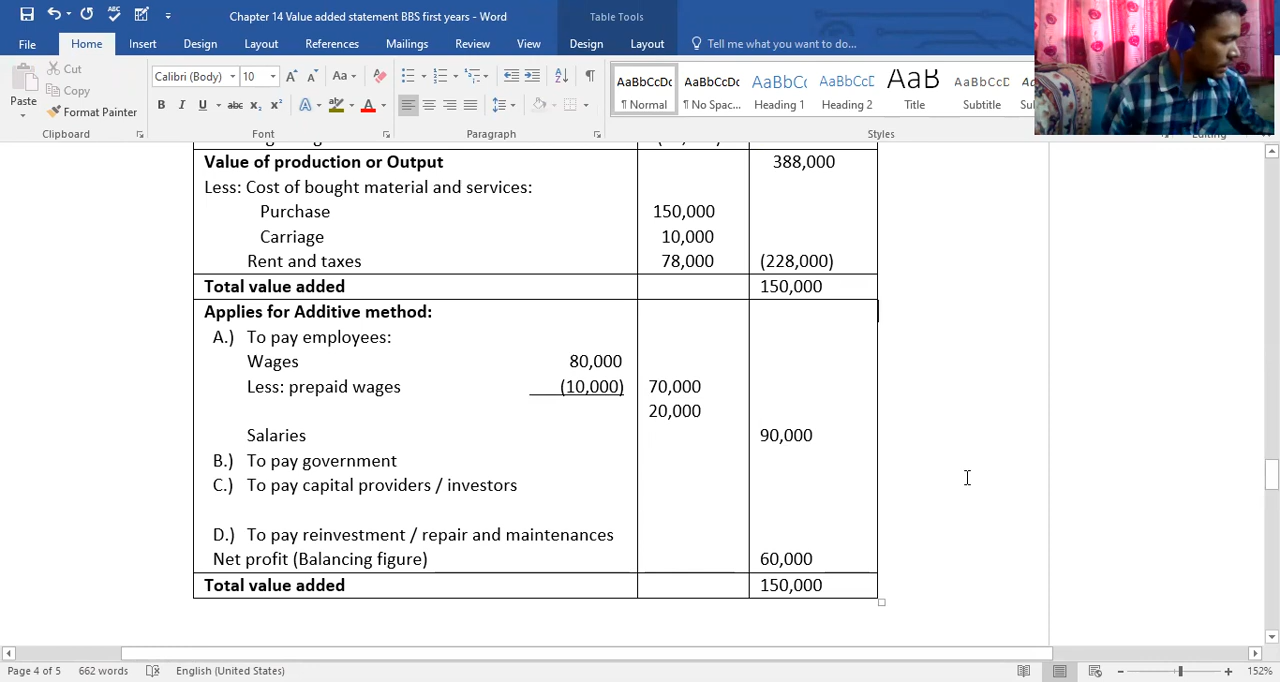 Chapter 14 Value added statement BBS first years - Word
Table Tools
File Home Insert Design Layout References Mailings Review View Design Layout Tell me what you want to do...
Paste
Cut
Copy
Format Painter
Calibri (Body) 10
AaBbCcDc AaBbCcDc AaBbCc AaBbCcD AaB AaBbCcD
¶ Normal ¶ No Spac... Heading 1 Heading 2 Title Subtitle
Clipboard Font Paragraph Styles Editing
Value of production or Output 388,000
Less: Cost of bought material and services:
Purchase 150,000
Carriage 10,000
Rent and taxes 78,000 (228,000)
Total value added 150,000
Applies for Additive method:
A.) To pay employees:
Wages 80,000
Less: prepaid wages (10,000) 70,000
20,000
Salaries 90,000
B.) To pay government
C.) To pay capital providers / investors
D.) To pay reinvestment / repair and maintenances
Net profit (Balancing figure) 60,000
Total value added 150,000
Page 4 of 5 662 words English (United States) 152%